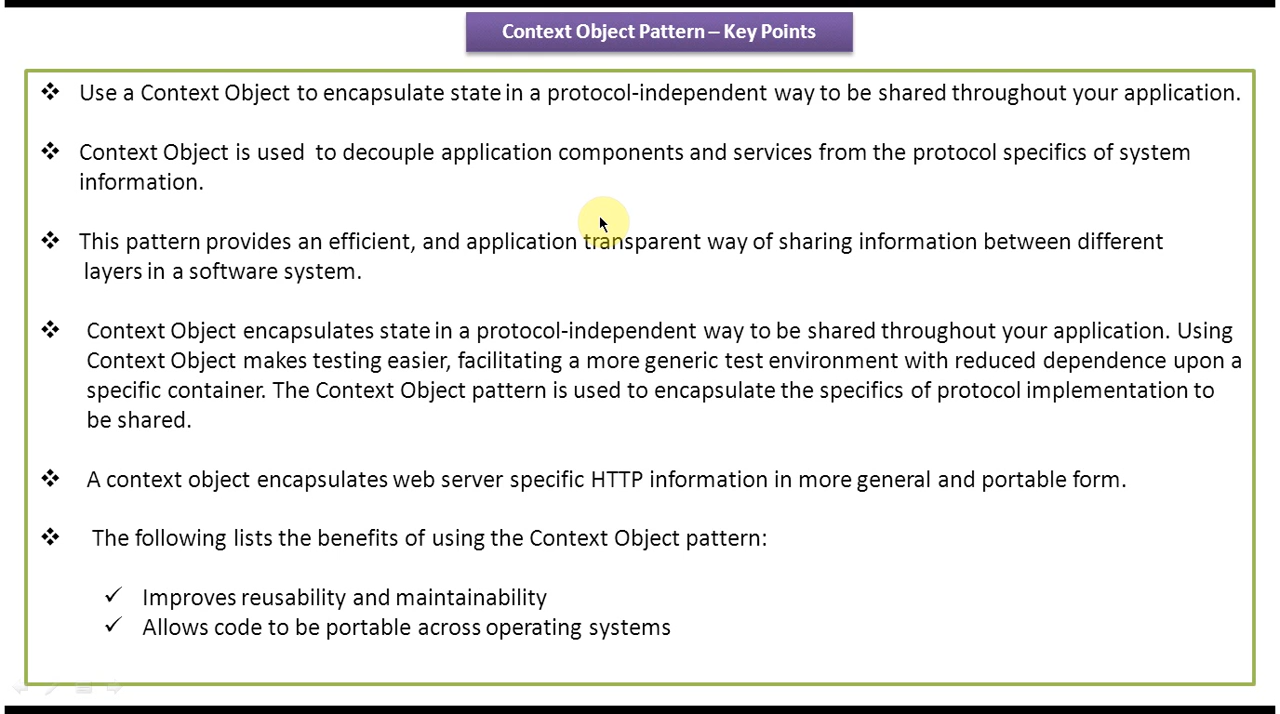 Context Object Pattern – Key Points
❖ Use a Context Object to encapsulate state in a protocol-independent way to be shared throughout your application.
❖ Context Object is used to decouple application components and services from the protocol specifics of system
information.
❖ This pattern provides an efficient, and application transparent way of sharing information between different
layers in a software system.
❖ Context Object encapsulates state in a protocol-independent way to be shared throughout your application. Using
Context Object makes testing easier, facilitating a more generic test environment with reduced dependence upon a
specific container. The Context Object pattern is used to encapsulate the specifics of protocol implementation to
be shared.
❖ A context object encapsulates web server specific HTTP information in more general and portable form.
❖ The following lists the benefits of using the Context Object pattern:
✓ Improves reusability and maintainability
✓ Allows code to be portable across operating systems